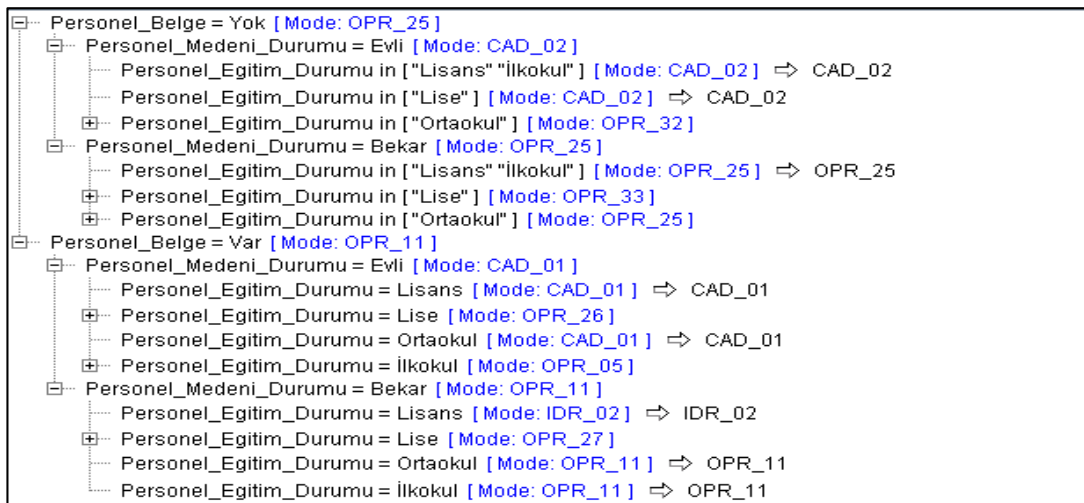 Personel_Belge = Yok [Mode: OPR_25]
Personel_Medeni_Durumu = Evli [Mode: CAD_02]
Personel_Egitim_Durumu in ["Lisans" "İlkokul"] [Mode: CAD_02] ⇨ CAD_02
Personel_Egitim_Durumu in ["Lise"] [Mode: CAD_02] ⇨ CAD_02
Personel_Egitim_Durumu in ["Ortaokul"] [Mode: OPR_32]
Personel_Medeni_Durumu = Bekar [Mode: OPR_25]
Personel_Egitim_Durumu in ["Lisans" "İlkokul"] [Mode: OPR_25] ⇨ OPR_25
Personel_Egitim_Durumu in ["Lise"] [Mode: OPR_33]
Personel_Egitim_Durumu in ["Ortaokul"] [Mode: OPR_25]
Personel_Belge = Var [Mode: OPR_11]
Personel_Medeni_Durumu = Evli [Mode: CAD_01]
Personel_Egitim_Durumu = Lisans [Mode: CAD_01] ⇨ CAD_01
Personel_Egitim_Durumu = Lise [Mode: OPR_26]
Personel_Egitim_Durumu = Ortaokul [Mode: CAD_01] ⇨ CAD_01
Personel_Egitim_Durumu = İlkokul [Mode: OPR_05]
Personel_Medeni_Durumu = Bekar [Mode: OPR_11]
Personel_Egitim_Durumu = Lisans [Mode: IDR_02] ⇨ IDR_02
Personel_Egitim_Durumu = Lise [Mode: OPR_27]
Personel_Egitim_Durumu = Ortaokul [Mode: OPR_11] ⇨ OPR_11
Personel_Egitim_Durumu = İlkokul [Mode: OPR_11] ⇨ OPR_11